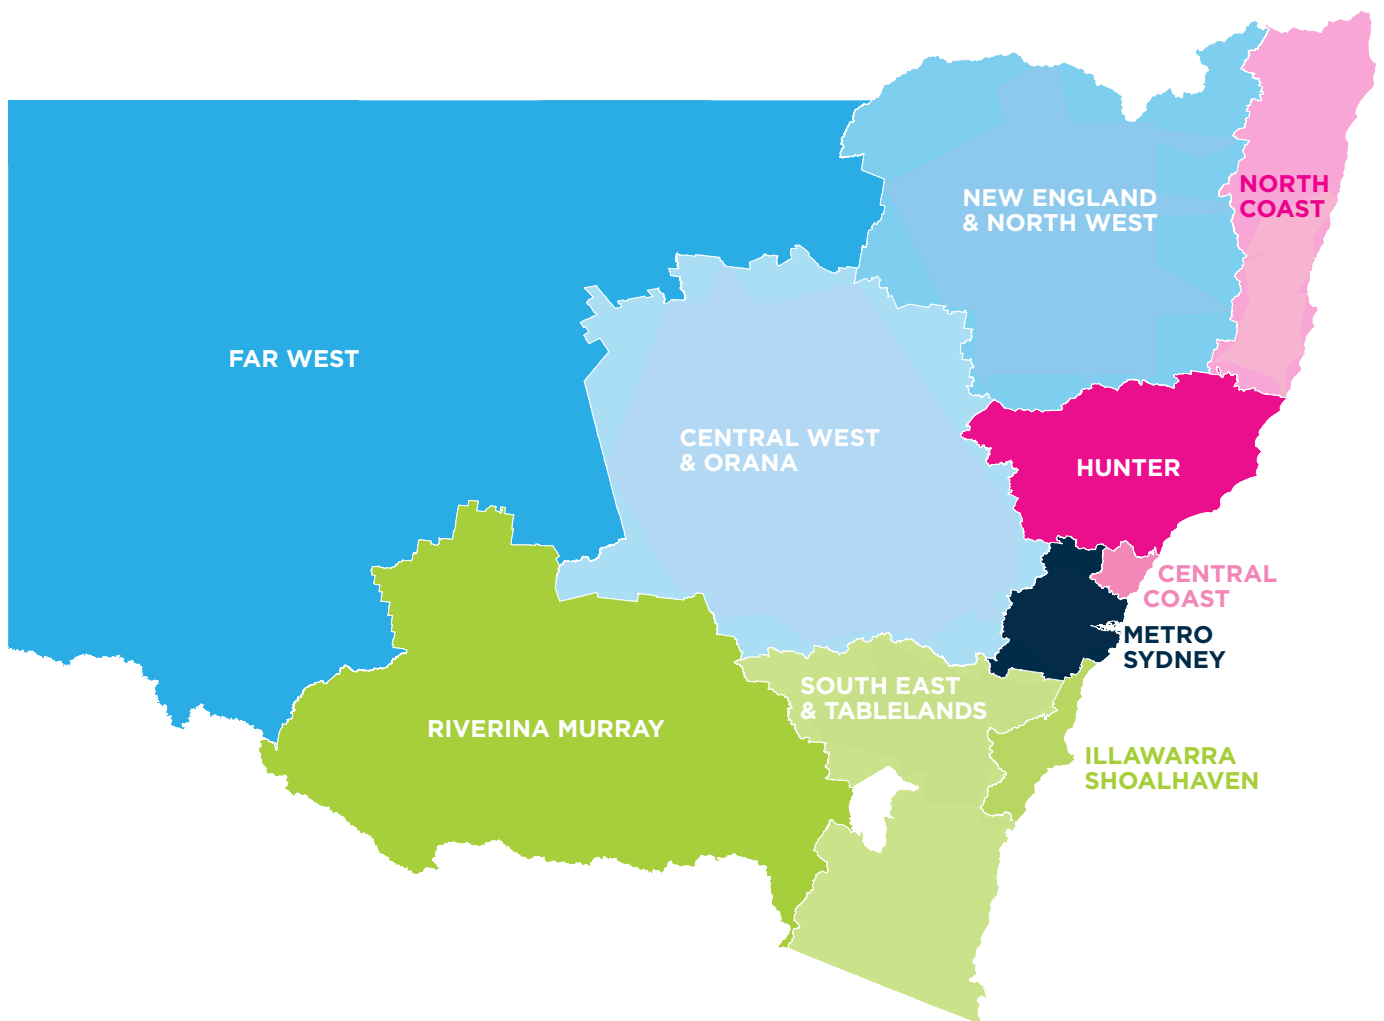 NORTH
COAST
NEW ENGLAND
& NORTH WEST
FAR WEST
CENTRAL WEST
& ORANA
HUNTER
CENTRAL
COAST
METRO
SYDNEY
SOUTH EAST
& TABLELANDS
RIVERINA MURRAY
ILLAWARRA
SHOALHAVEN